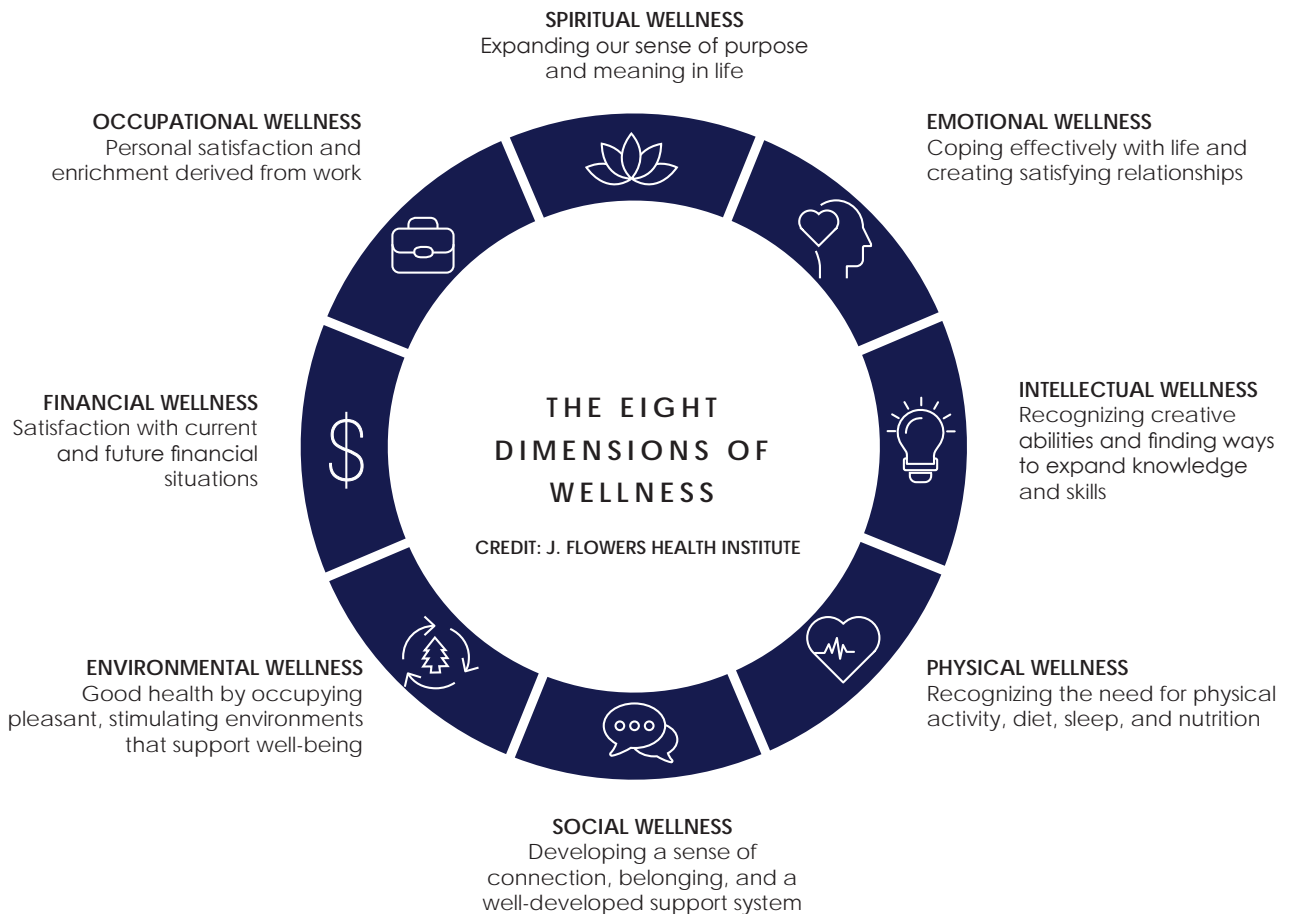 SPIRITUAL WELLNESS
Expanding our sense of purpose
and meaning in life
EMOTIONAL WELLNESS
Coping effectively with life and
creating satisfying relationships
INTELLECTUAL WELLNESS
Recognizing creative
abilities and finding ways
to expand knowledge
and skills
PHYSICAL WELLNESS
Recognizing the need for physical
activity, diet, sleep, and nutrition
SOCIAL WELLNESS
Developing a sense of
connection, belonging, and a
well-developed support system
ENVIRONMENTAL WELLNESS
Good health by occupying
pleasant, stimulating environments
that support well-being
FINANCIAL WELLNESS
Satisfaction with current
and future financial
situations
$
OCCUPATIONAL WELLNESS
Personal satisfaction and
enrichment derived from work
THE EIGHT
DIMENSIONS OF
WELLNESS
CREDIT: J. FLOWERS HEALTH INSTITUTE